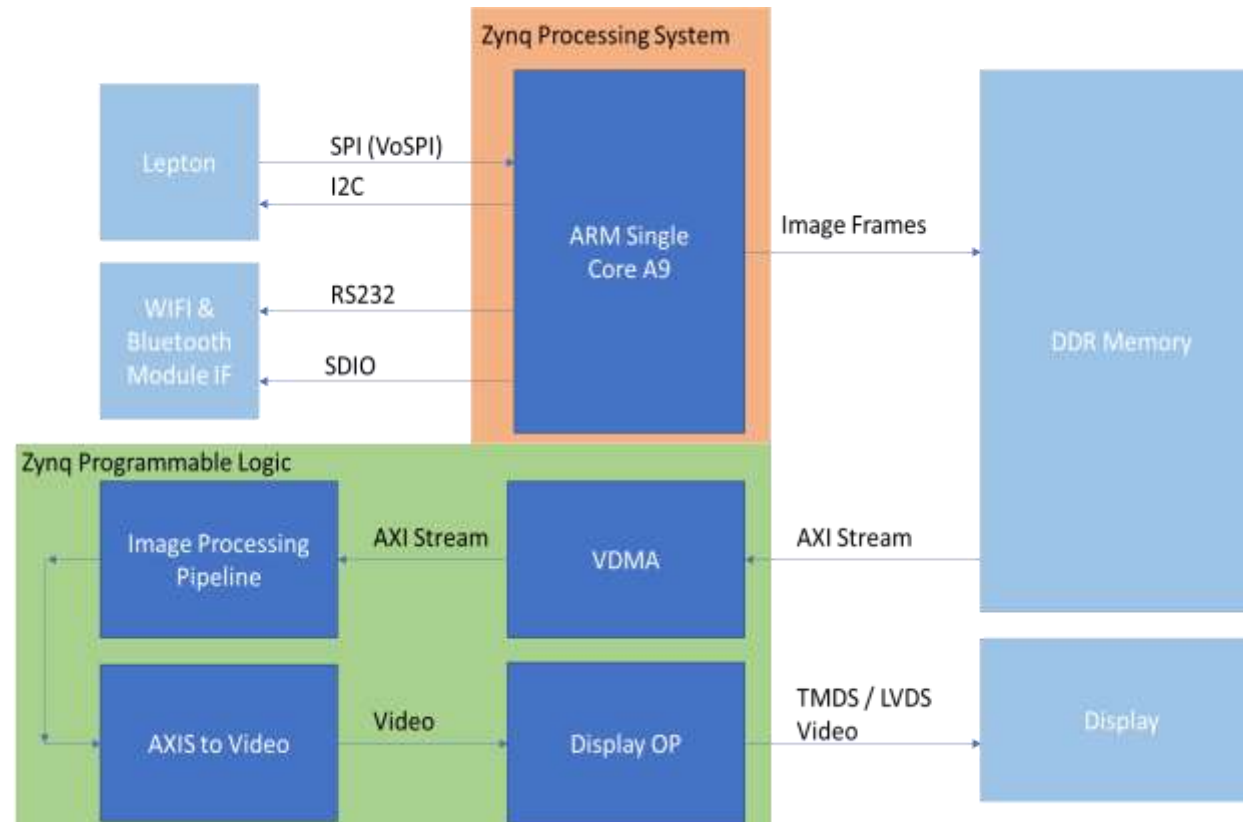 Zynq Processing System
Lepton
SPI (VoSPI)
I2C
ARM Single
Core A9
Image Frames
DDR Memory
WIFI &
Bluetooth
Module IF
RS232
SDIO
Zynq Programmable Logic
Image Processing
Pipeline
AXI Stream
VDMA
AXI Stream
AXIS to Video
Video
Display OP
TMDS / LVDS
Video
Display